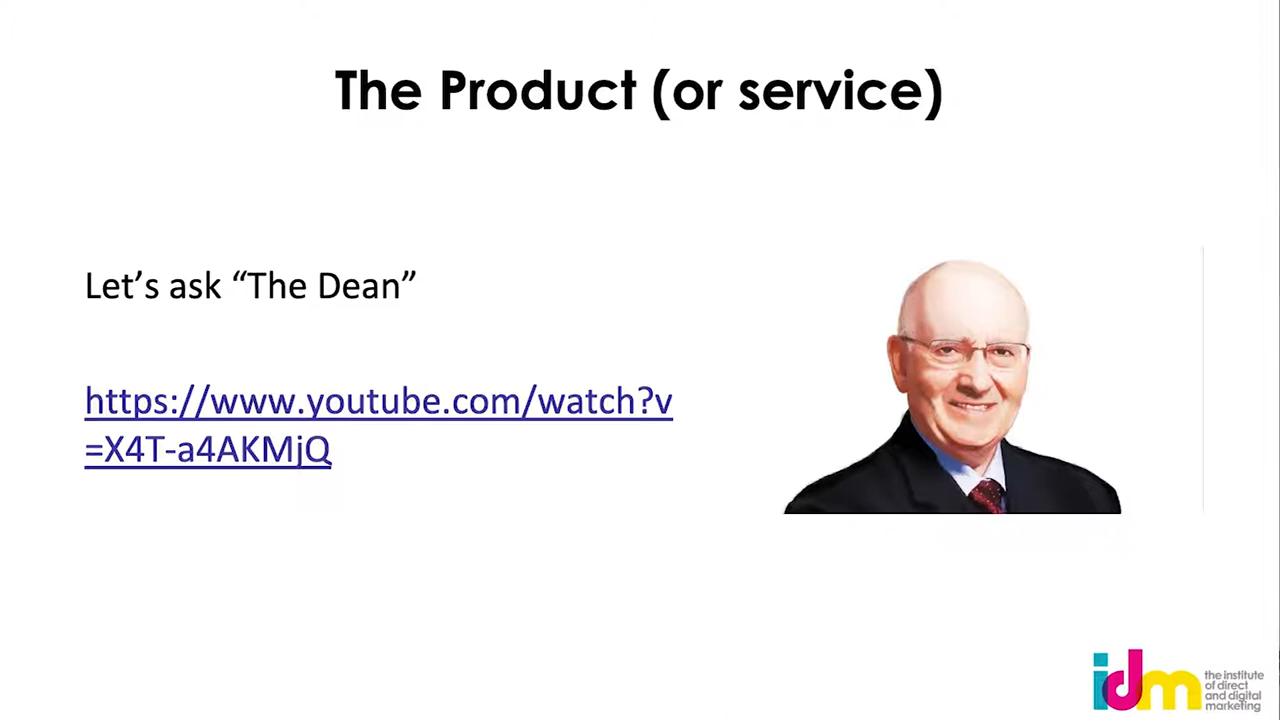 The Product (or service)
Let’s ask “The Dean”
https://www.youtube.com/watch?v
=X4T-a4AKMjQ
idm
the institute
of direct
and digital
marketing